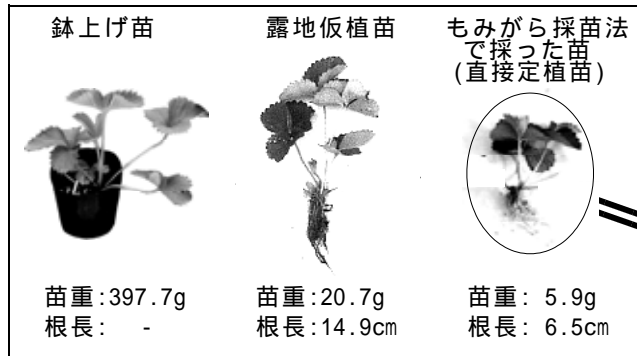 鉢上げ苗
露地仮植苗
もみがら採苗法
で採った苗
(直接定植苗)
苗重:397.7g
根長: -
苗重:20.7g
根長:14.9cm
苗重: 5.9g
根長: 6.5cm